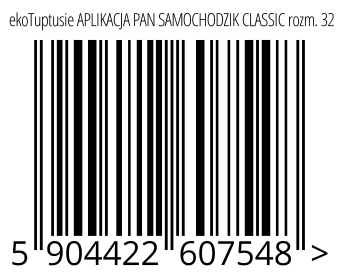 ekoTuptusie APLIKACJA PAN SAMOCHODZIK CLASSIC rozm. 32
5 904422 607548 >